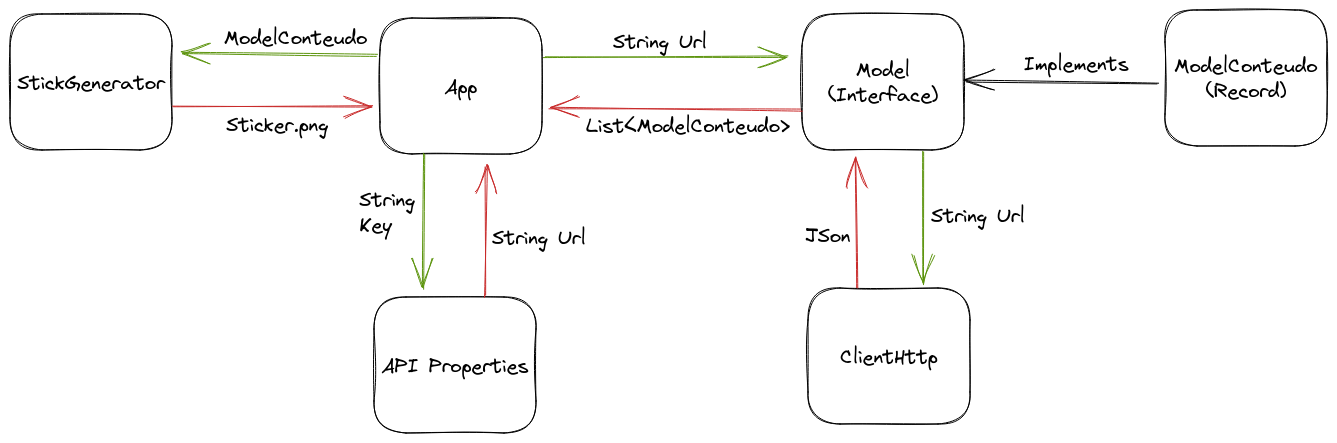 ModelConteudo
StickGenerator
Sticker.png
App
String Url
List<ModelConteudo>
Model
(Interface)
Implements
ModelConteudo
(Record)
String
Key
String Url
JSon
String Url
API Properties
ClientHttp